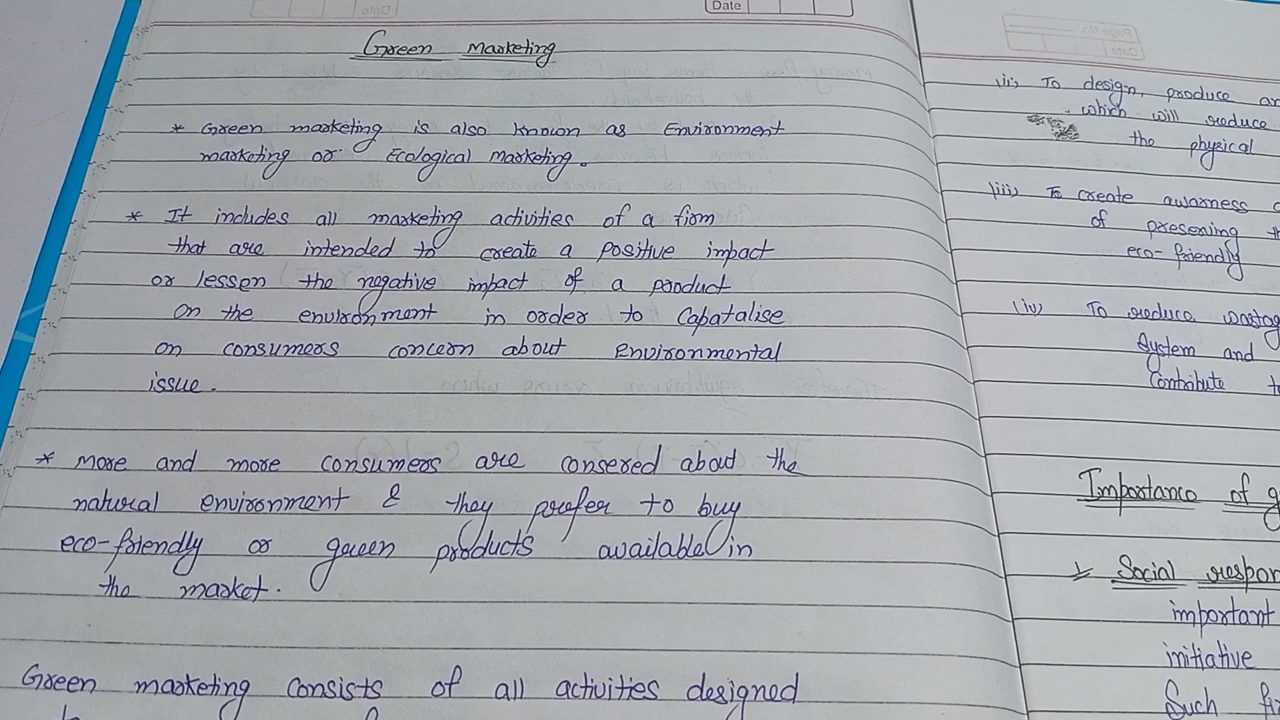 Date
Green Marketing
* Green marketing is also known as Environment
marketing or Ecological Marketing.
* It includes all marketing activities of a firm
that are intended to create a positive impact
or lessen the negative impact of a product
on the environment in order to Capatalise
on consumers concern about Environmental
issue.
* More and more consumers are consered about the
natural environment & they prefer to buy
eco-friendly or green products available in
the market.
Green marketing consists of all activities designed
ii) To design, produce
which will reduce
the physical
iii) To create awarness
of preserning
eco-friendly
iv) To reduce
System and
Contribute
Importance of
Social
important
initiative
Such